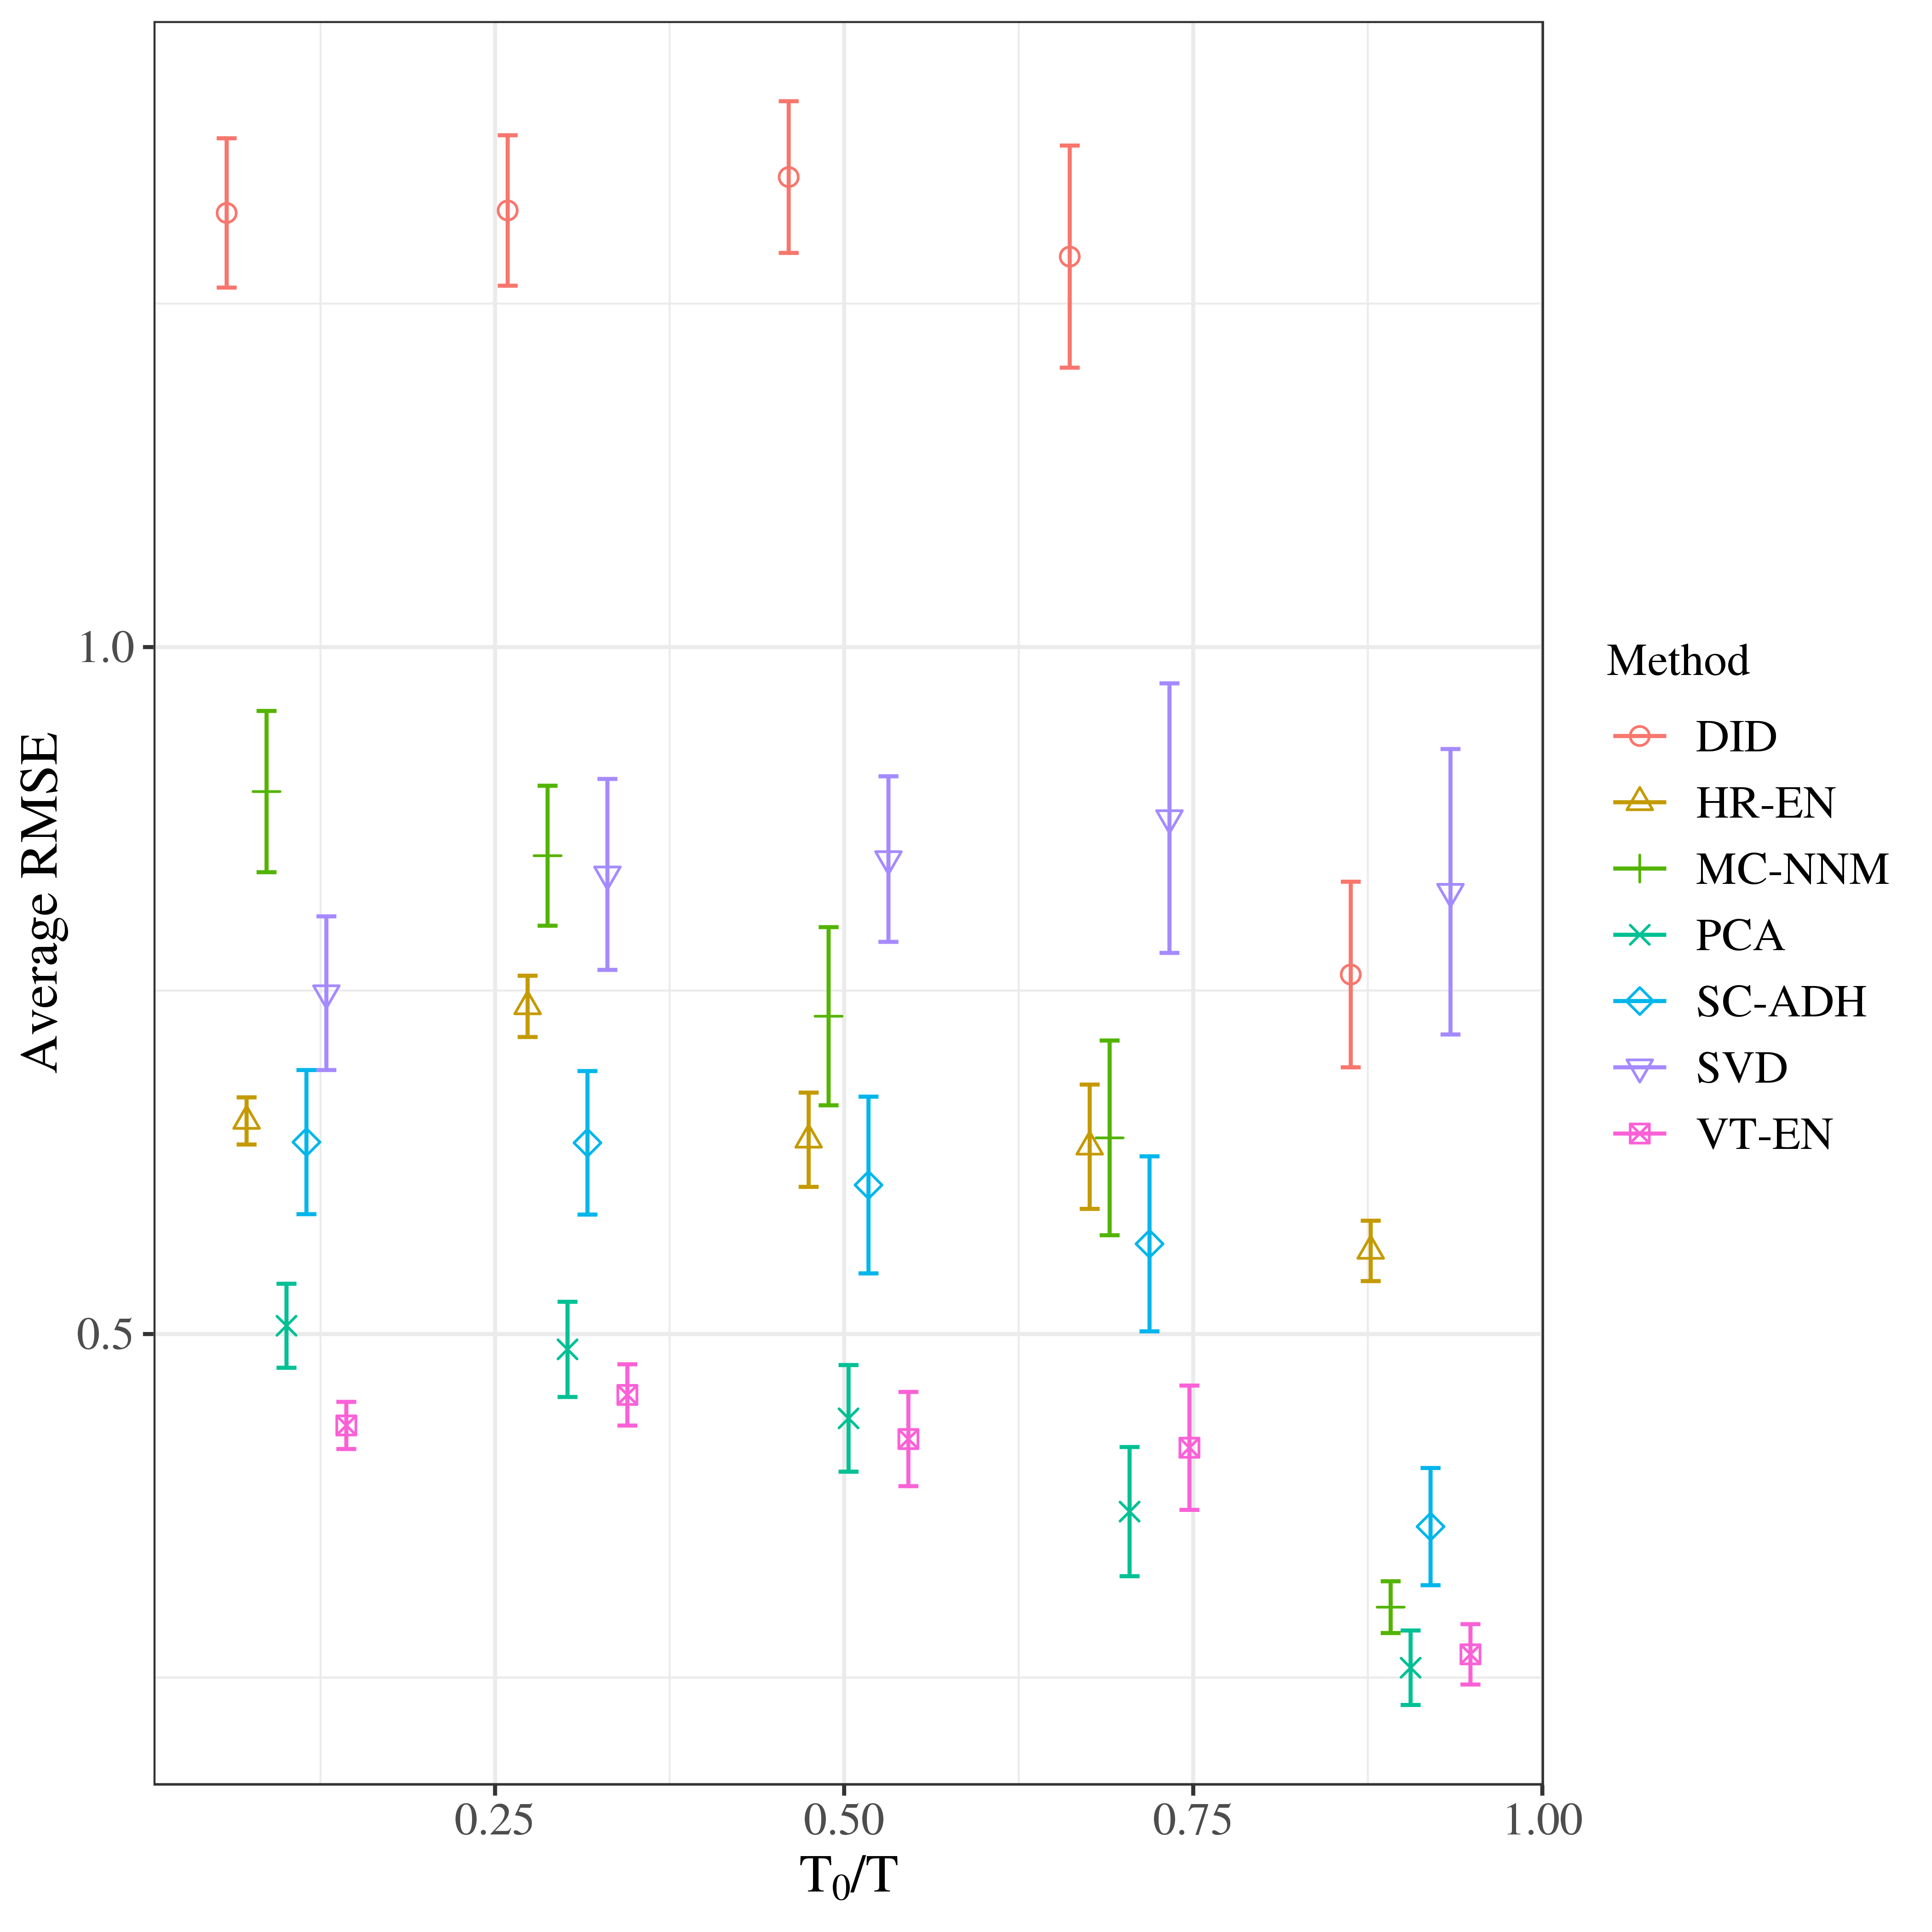 1.0
0.5
Average RMSE
0.25 0.50 0.75 1.00
T₀/T
Method
DID
HR-EN
MC-NNM
PCA
SC-ADH
SVD
VT-EN